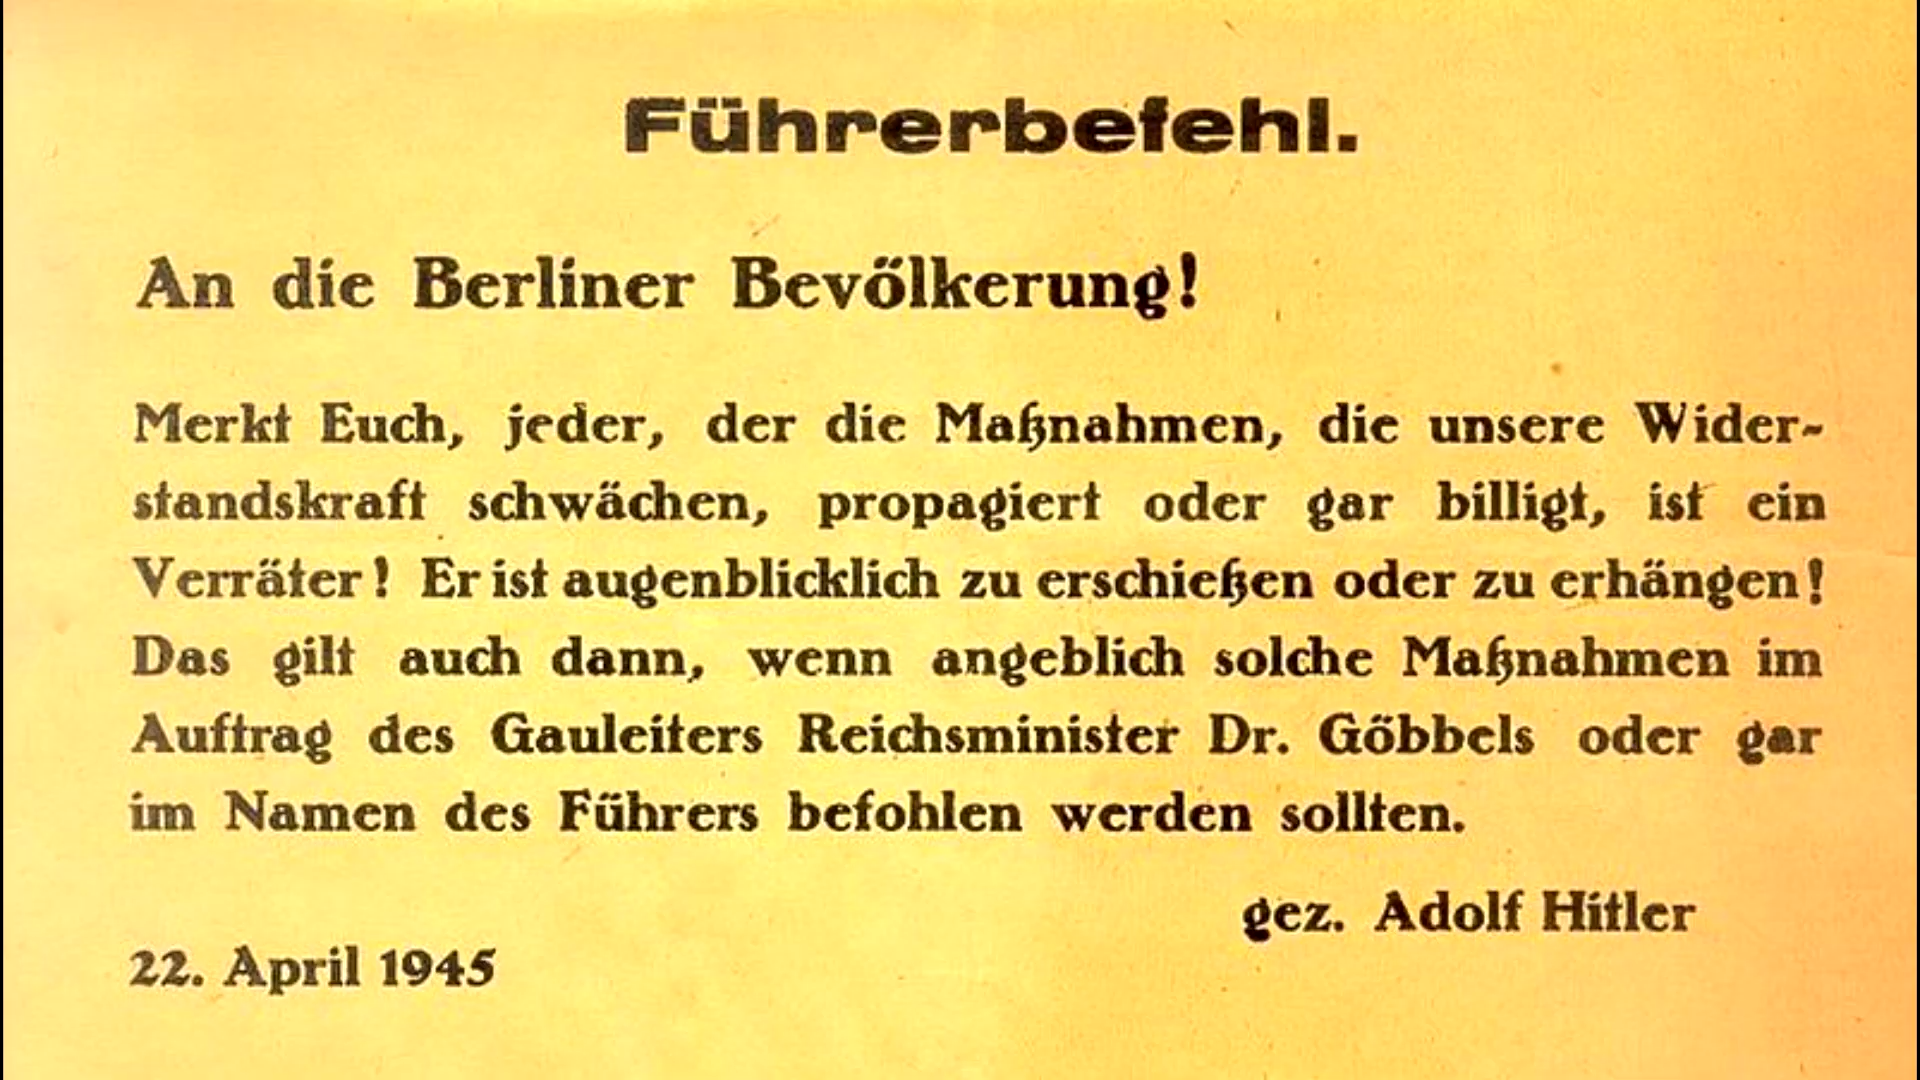 Führerbefehl.
An die Berliner Bevölkerung!
Merkt Euch, jeder, der die Maßnahmen, die unsere Wider-
standskraft schwächen, propagiert oder gar billigt, ist ein
Verräter! Er ist augenblicklich zu erschießen oder zu erhängen!
Das gilt auch dann, wenn angeblich solche Maßnahmen im
Auftrag des Gauleiters Reichsminister Dr. Göbbels oder gar
im Namen des Führers befohlen werden sollten.
gez. Adolf Hitler
22. April 1945